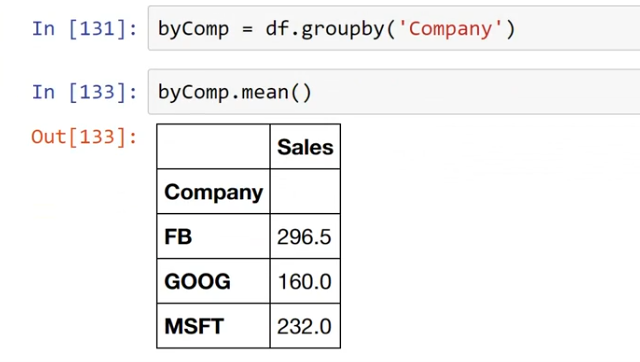 In [131]: byComp = df.groupby('Company')
In [133]: byComp.mean()
Out[133]:
Sales
Company
FB 296.5
GOOG 160.0
MSFT 232.0